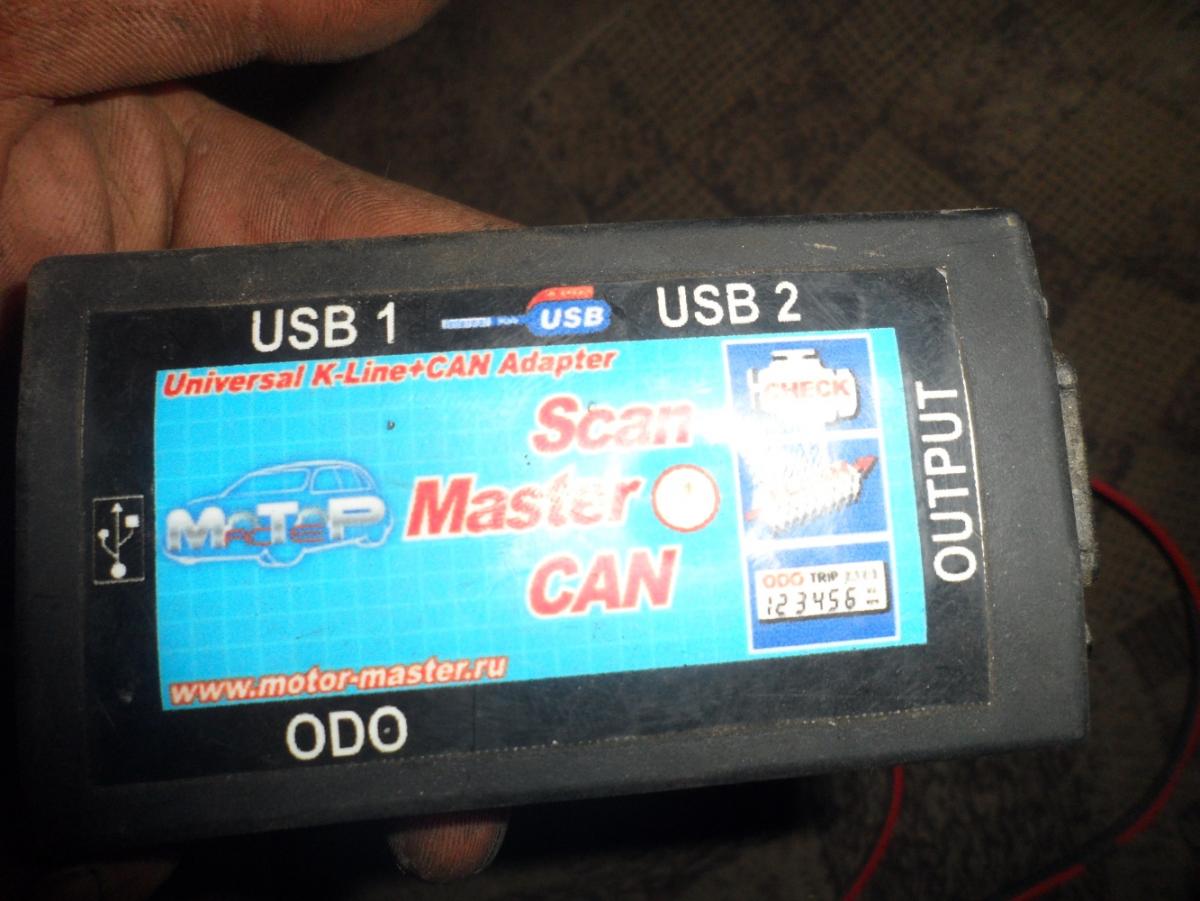 USB 1
USB
USB 2
Universal K-Line+CAN Adapter
Scan
Master
CAN
CHECK
ODO TRIP
123456
OUTPUT
www.motor-master.ru
ODO